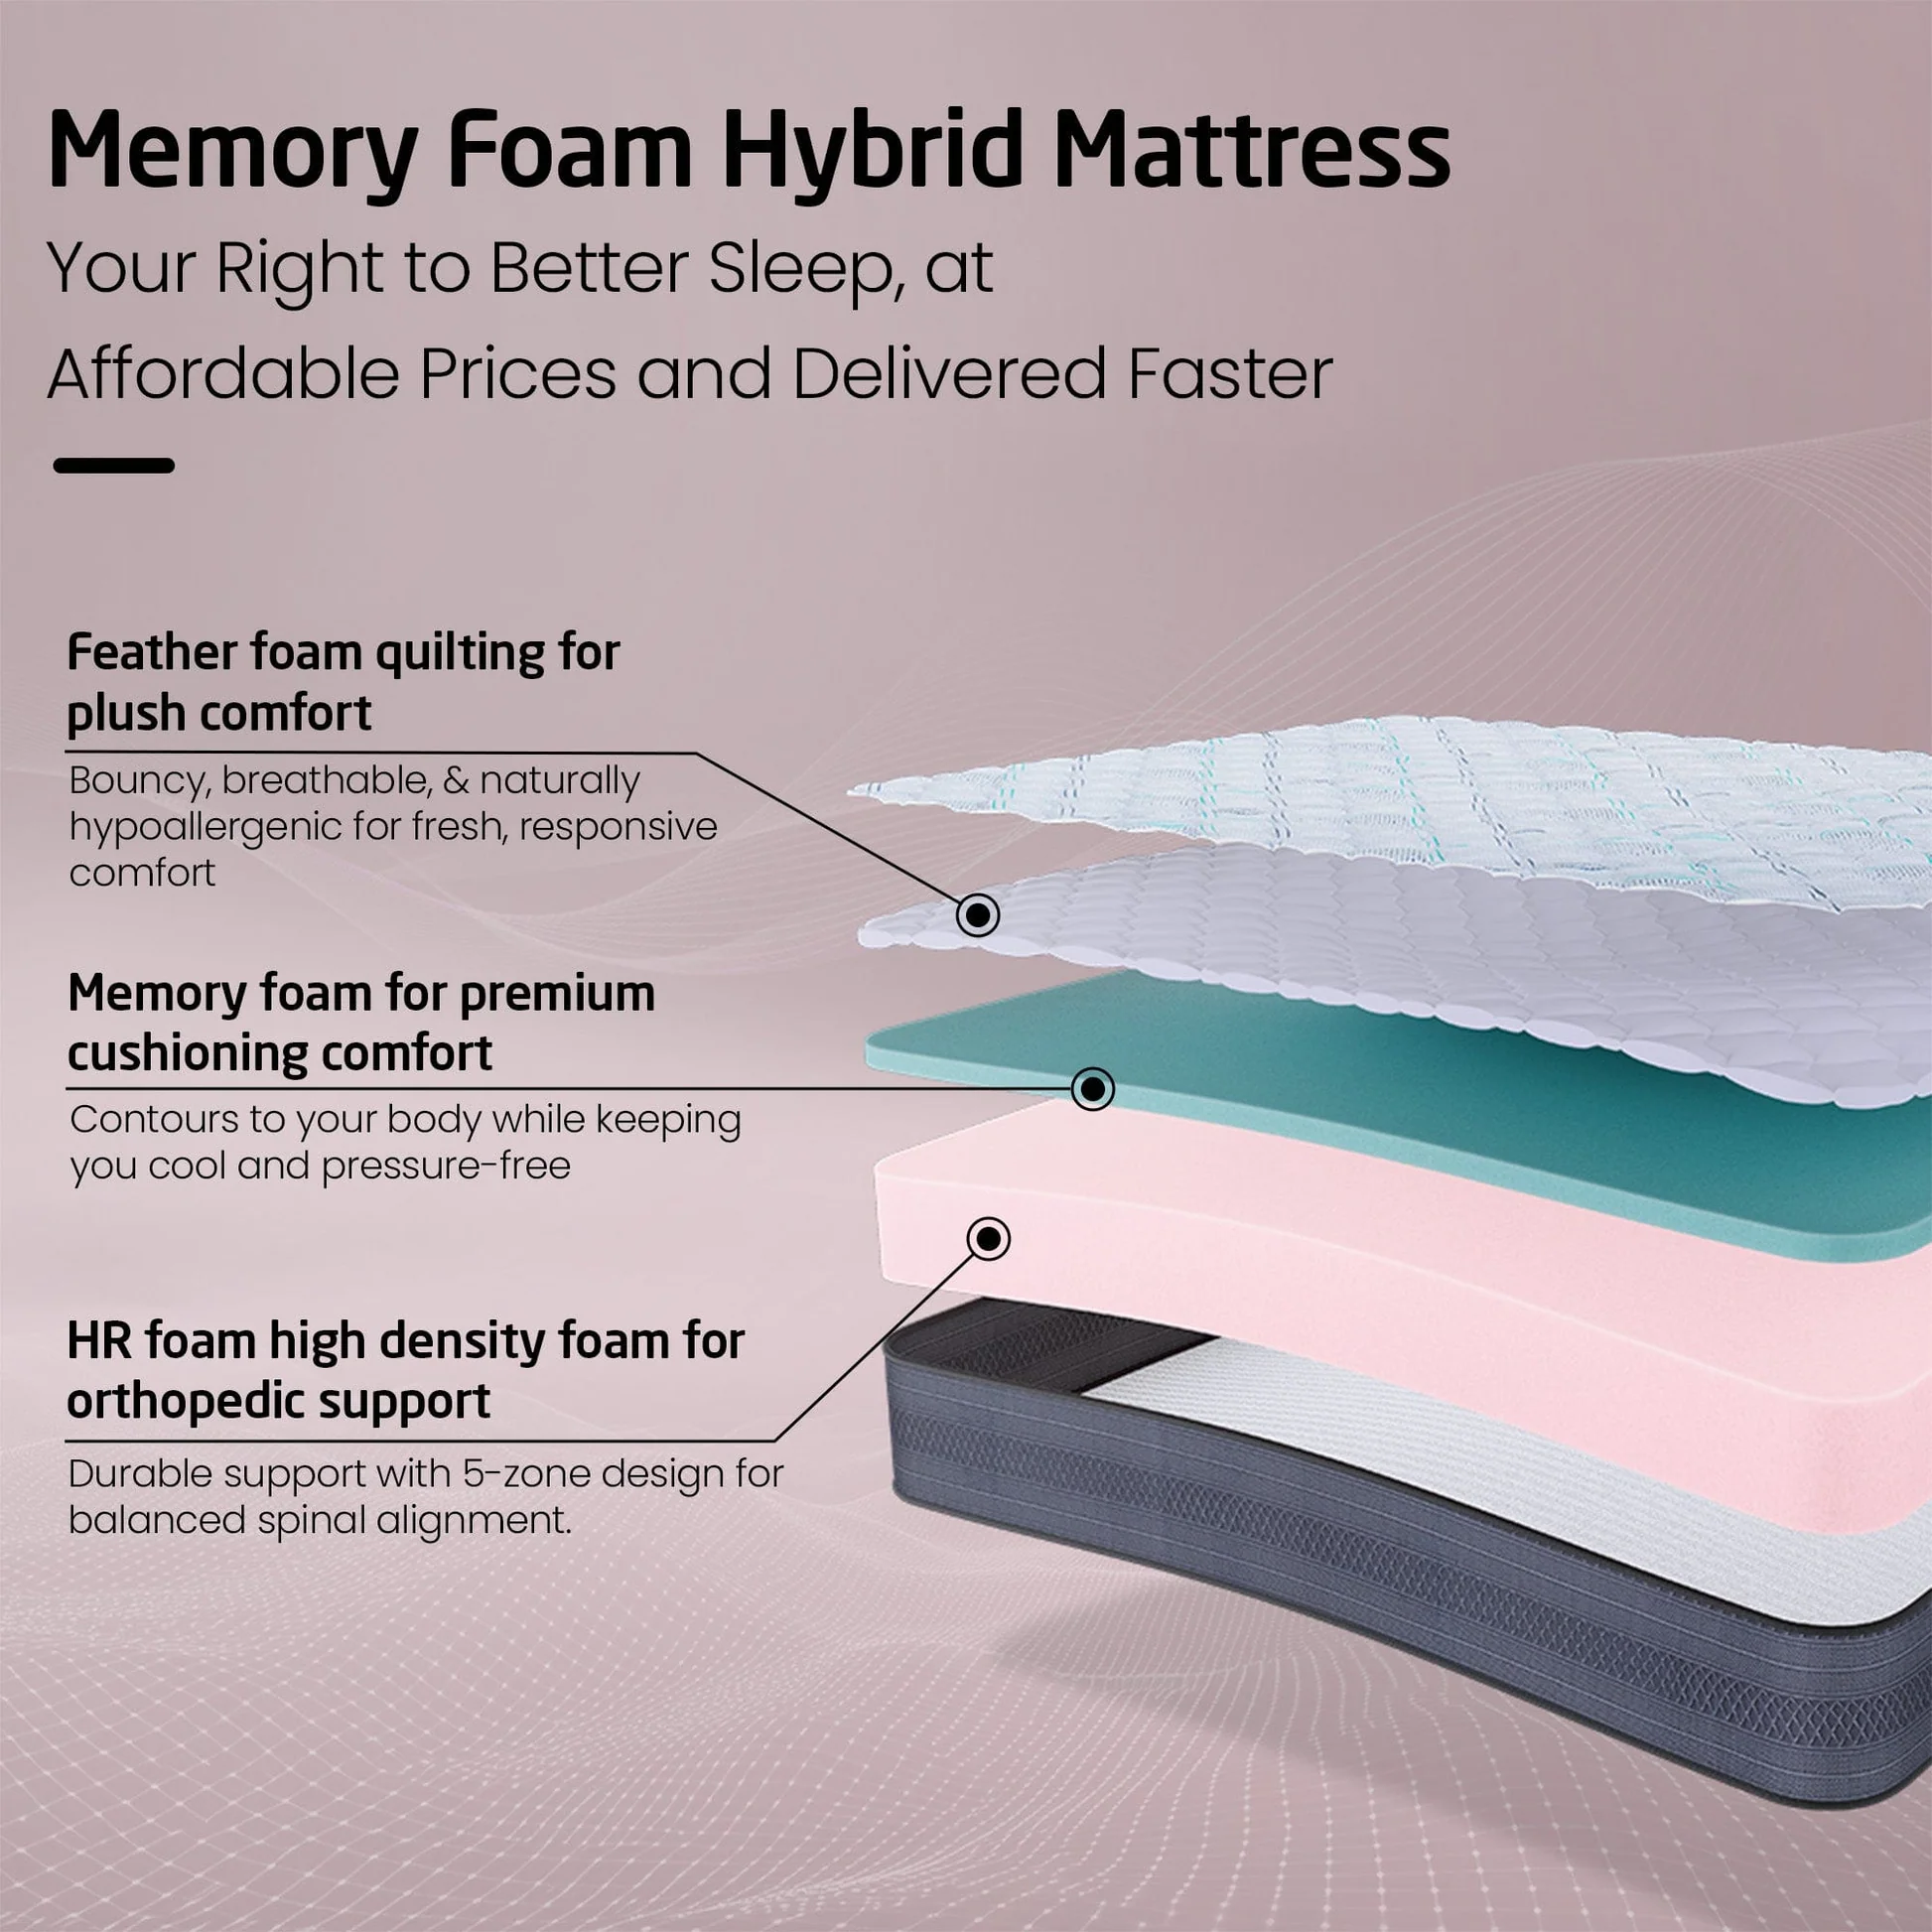 Memory Foam Hybrid Mattress
Your Right to Better Sleep, at
Affordable Prices and Delivered Faster
Feather foam quilting for
plush comfort
Bouncy, breathable, & naturally
hypoallergenic for fresh, responsive
comfort
Memory foam for premium
cushioning comfort
Contours to your body while keeping
you cool and pressure-free
HR foam high density foam for
orthopedic support
Durable support with 5-zone design for
balanced spinal alignment.